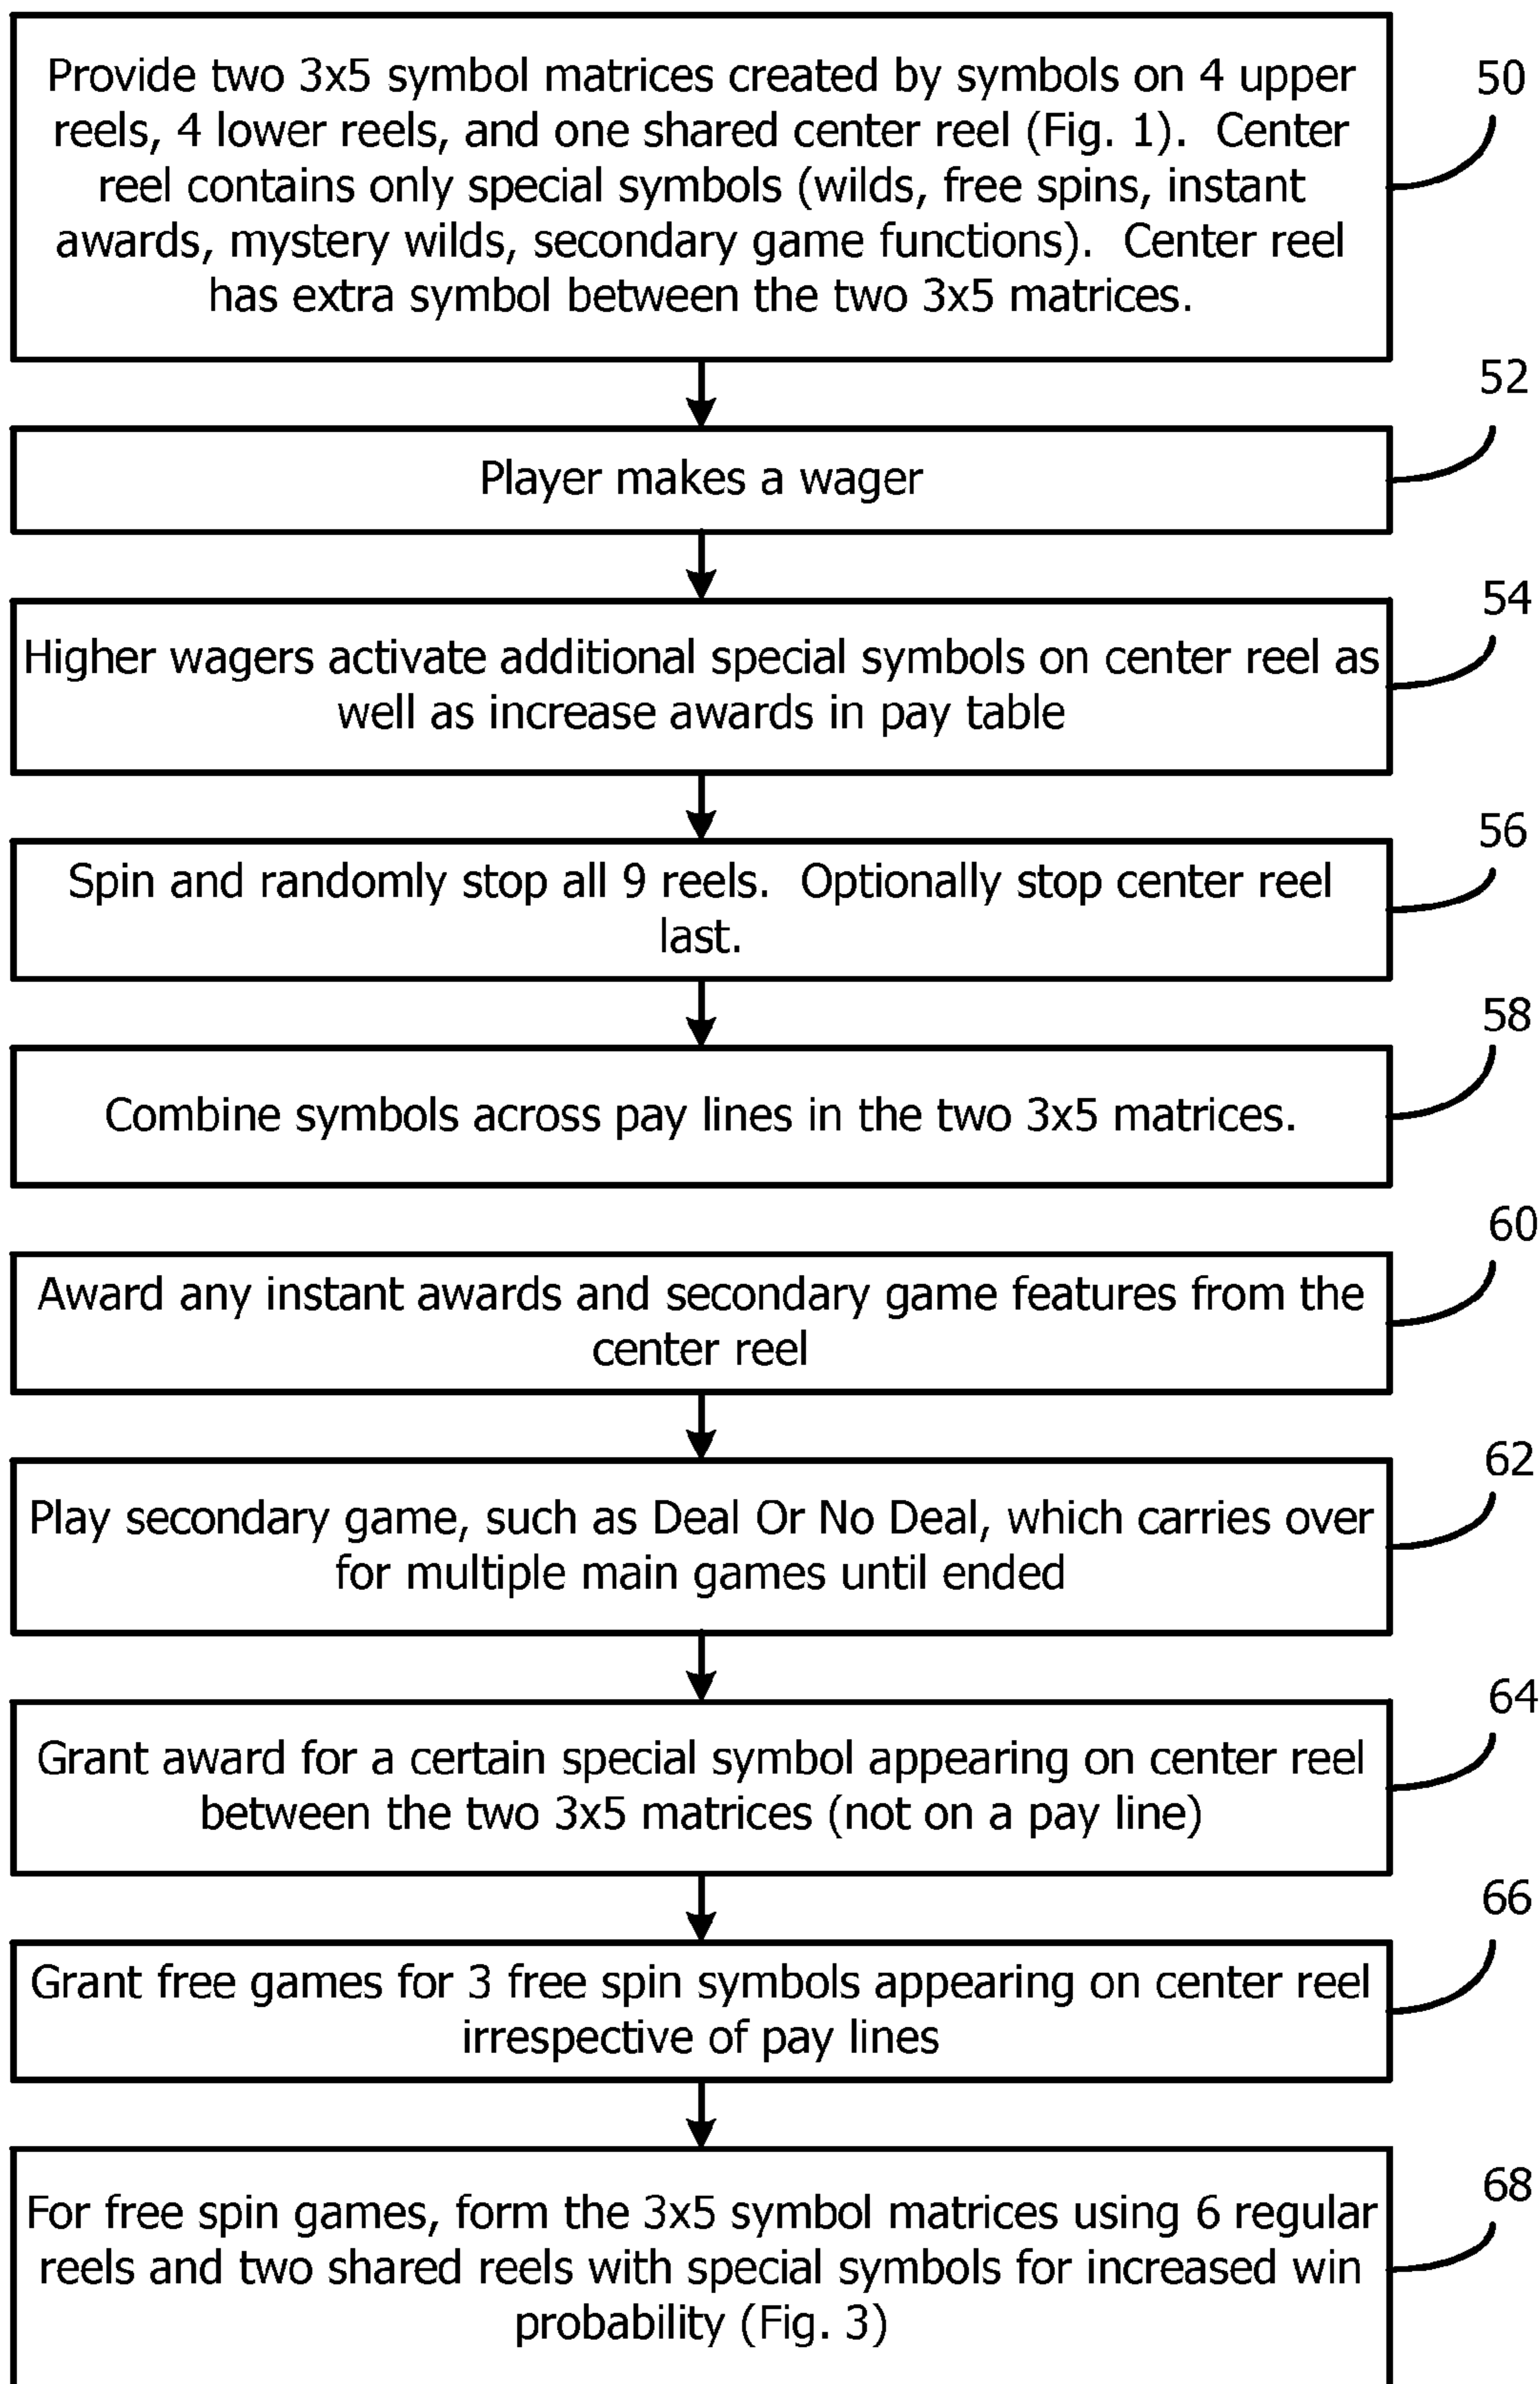 Provide two 3x5 symbol matrices created by symbols on 4 upper
reels, 4 lower reels, and one shared center reel (Fig. 1).  Center
reel contains only special symbols (wilds, free spins, instant
awards, mystery wilds, secondary game functions).  Center reel
has extra symbol between the two 3x5 matrices.
50
Player makes a wager
52
Higher wagers activate additional special symbols on center reel as
well as increase awards in pay table
54
Spin and randomly stop all 9 reels.  Optionally stop center reel
last.
56
Combine symbols across pay lines in the two 3x5 matrices.
58
Award any instant awards and secondary game features from the
center reel
60
Play secondary game, such as Deal Or No Deal, which carries over
for multiple main games until ended
62
Grant award for a certain special symbol appearing on center reel
between the two 3x5 matrices (not on a pay line)
64
Grant free games for 3 free spin symbols appearing on center reel
irrespective of pay lines
66
For free spin games, form the 3x5 symbol matrices using 6 regular
reels and two shared reels with special symbols for increased win
probability (Fig. 3)
68